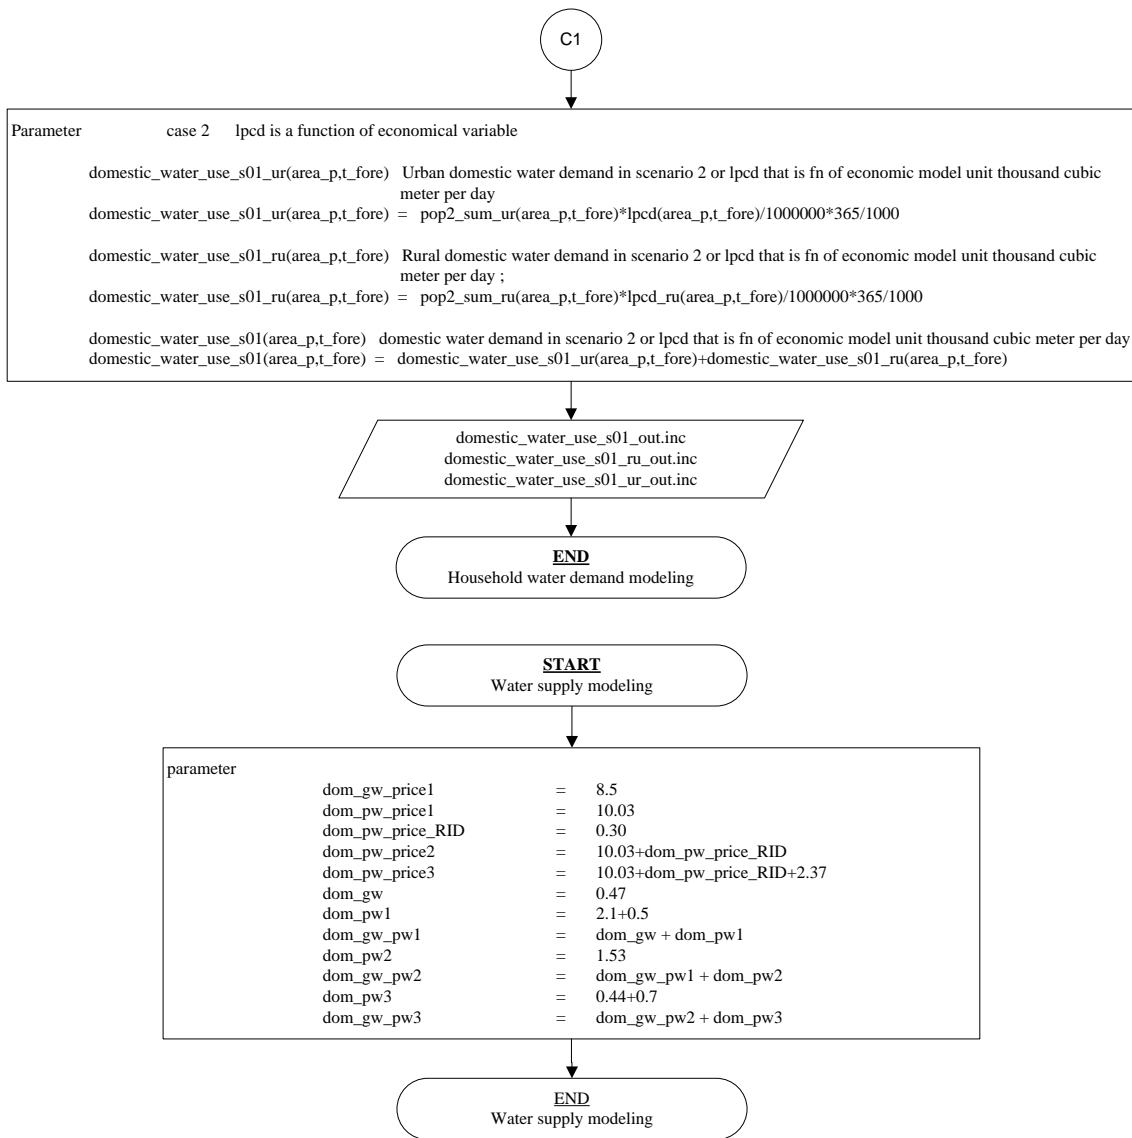 C1
Parameter case 2 lpcd is a function of economical variable
domestic_water_use_s01_ur(area_p,t_fore) Urban domestic water demand in scenario 2 or lpcd that is fn of economic model unit thousand cubic
meter per day
domestic_water_use_s01_ur(area_p,t_fore) = pop2_sum_ur(area_p,t_fore)*lpcd(area_p,t_fore)/1000000*365/1000
domestic_water_use_s01_ru(area_p,t_fore) Rural domestic water demand in scenario 2 or lpcd that is fn of economic model unit thousand cubic
meter per day ;
domestic_water_use_s01_ru(area_p,t_fore) = pop2_sum_ru(area_p,t_fore)*lpcd_ru(area_p,t_fore)/1000000*365/1000
domestic_water_use_s01(area_p,t_fore) domestic water demand in scenario 2 or lpcd that is fn of economic model unit thousand cubic meter per day
domestic_water_use_s01(area_p,t_fore) = domestic_water_use_s01_ur(area_p,t_fore)+domestic_water_use_s01_ru(area_p,t_fore)
domestic_water_use_s01_out.inc
domestic_water_use_s01_ru_out.inc
domestic_water_use_s01_ur_out.inc
END
Household water demand modeling
START
Water supply modeling
parameter
dom_gw_price1 = 8.5
dom_pw_price1 = 10.03
dom_pw_price_RID = 0.30
dom_pw_price2 = 10.03+dom_pw_price_RID
dom_pw_price3 = 10.03+dom_pw_price_RID+2.37
dom_gw = 0.47
dom_pw1 = 2.1+0.5
dom_gw_pw1 = dom_gw + dom_pw1
dom_pw2 = 1.53
dom_gw_pw2 = dom_gw_pw1 + dom_pw2
dom_pw3 = 0.44+0.7
dom_gw_pw3 = dom_gw_pw2 + dom_pw3
END
Water supply modeling